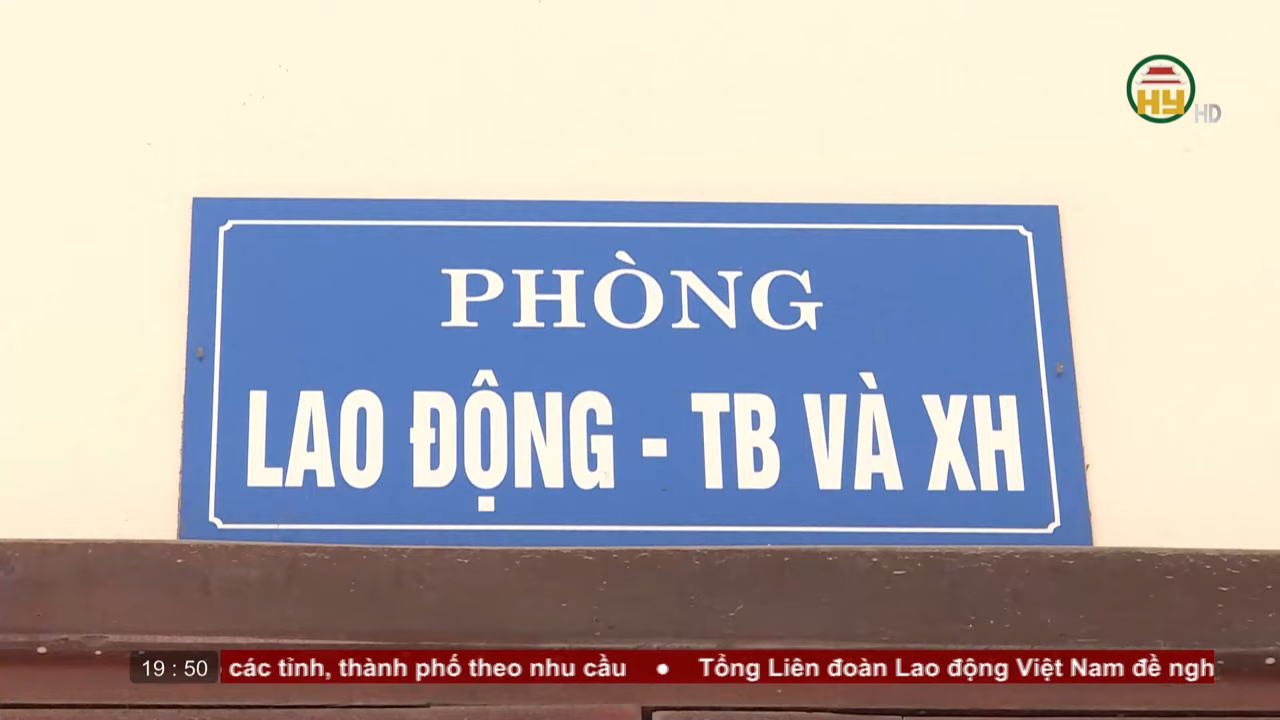 HY HD
PHÒNG
LAO ĐỘNG - TB VÀ XH
19 : 50 các tỉnh, thành phố theo nhu cầu • Tổng Liên đoàn Lao động Việt Nam đề ngh